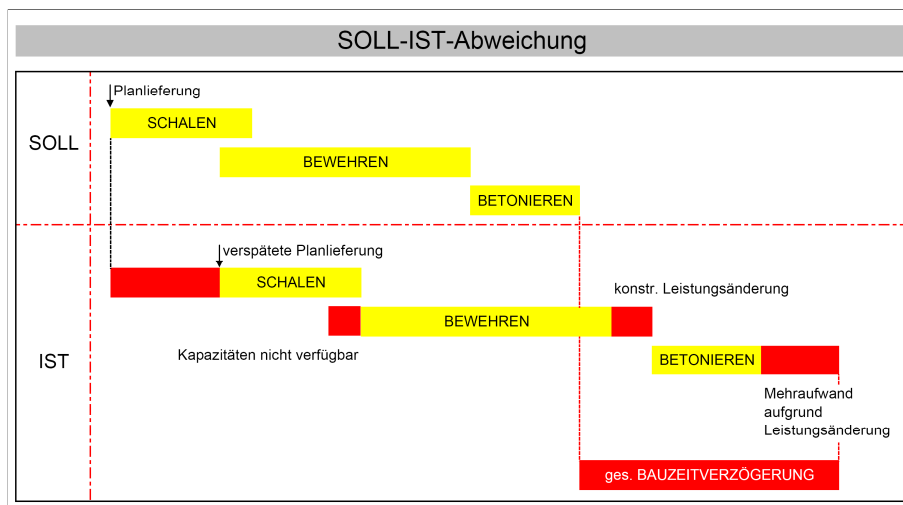 SOLL-IST-Abweichung
Planlieferung
SCHALEN
SOLL
BEWEHREN
BETONIEREN
verspätete Planlieferung
SCHALEN
konstr. Leistungsänderung
BEWEHREN
Kapazitäten nicht verfügbar
IST
BETONIEREN
Mehraufwand
aufgrund
Leistungsänderung
ges. BAUZEITVERZÖGERUNG